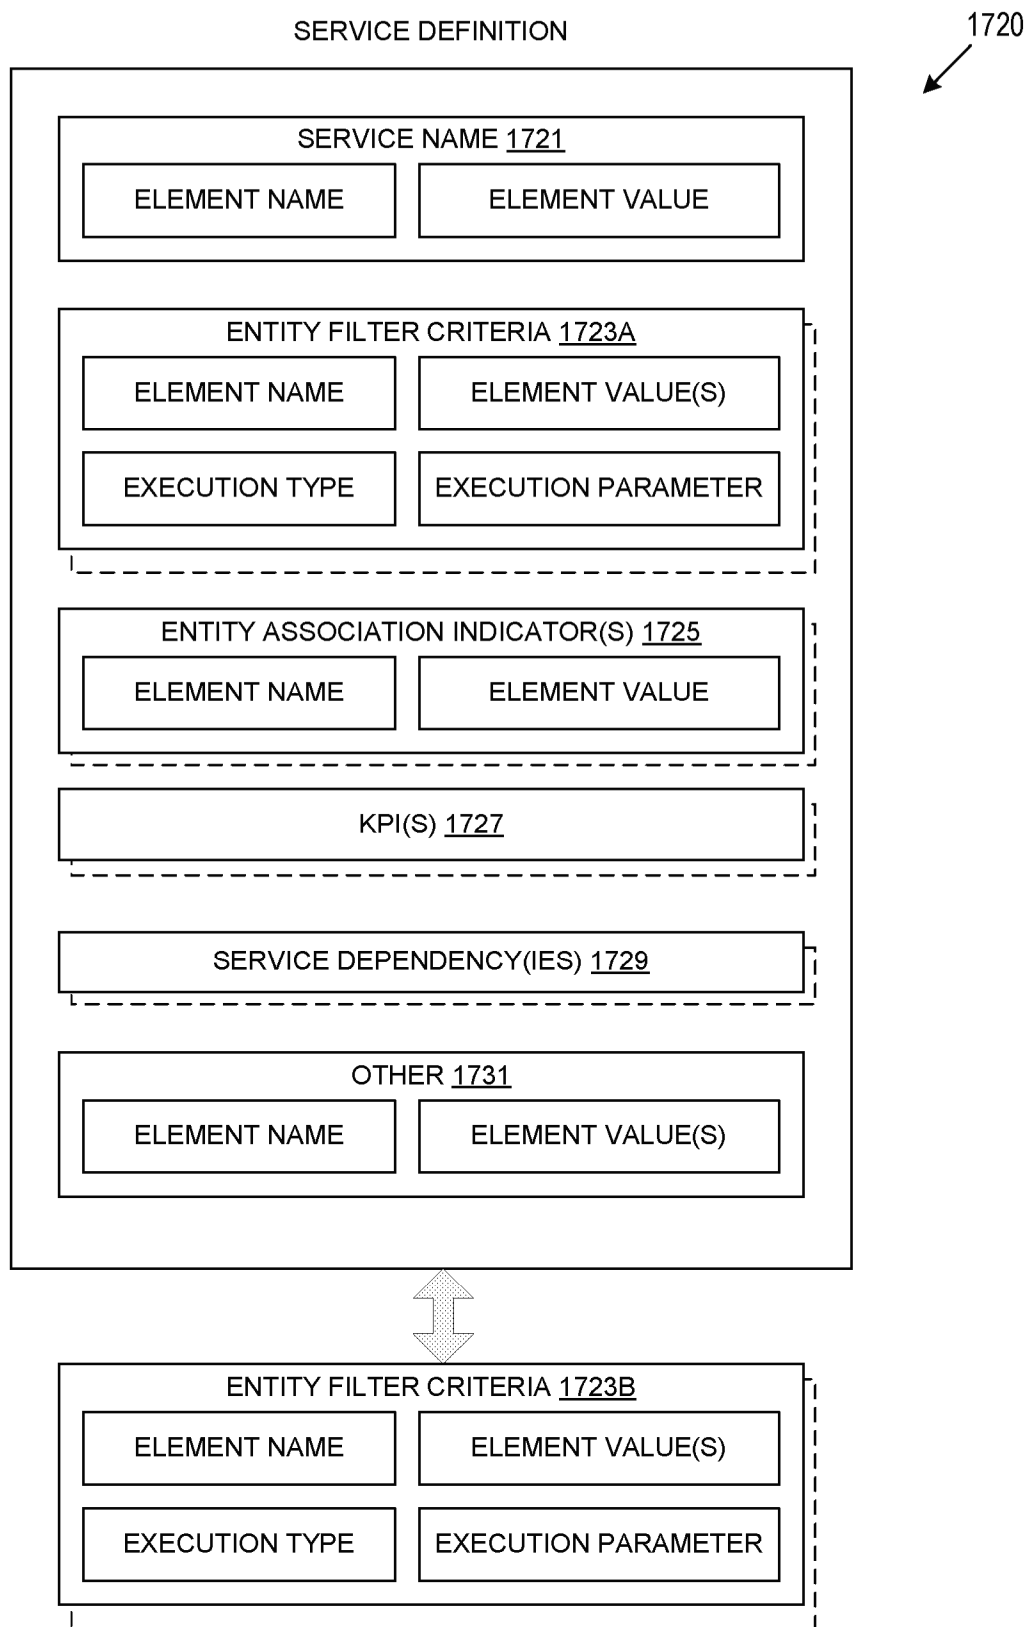 SERVICE DEFINITION
1720
SERVICE NAME 1721
ELEMENT NAME
ELEMENT VALUE
ENTITY FILTER CRITERIA 1723A
ELEMENT NAME
ELEMENT VALUE(S)
EXECUTION TYPE
EXECUTION PARAMETER
ENTITY ASSOCIATION INDICATOR(S) 1725
ELEMENT NAME
ELEMENT VALUE
KPI(S) 1727
SERVICE DEPENDENCY(IES) 1729
OTHER 1731
ELEMENT NAME
ELEMENT VALUE(S)
ENTITY FILTER CRITERIA 1723B
ELEMENT NAME
ELEMENT VALUE(S)
EXECUTION TYPE
EXECUTION PARAMETER